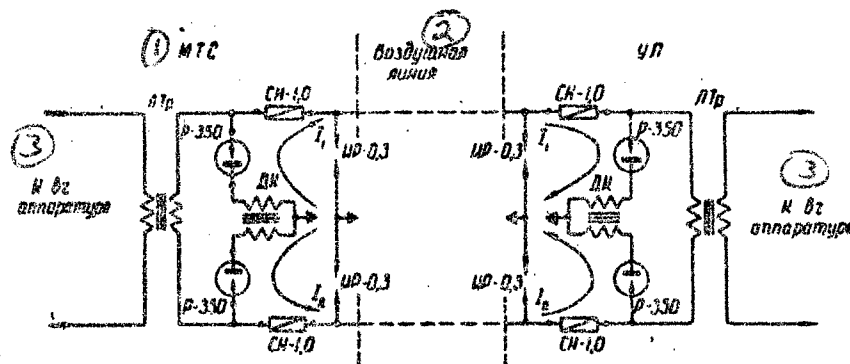 1 МТС
2
Воздушная
линия
УП
ЛТр
СН-1,0
СН-1,0
ЛТр
Р-350
I₁
ИР-0,3
ИР-0,3
I₁
Р-350
3
К вг
аппаратуре
ДК
ДК
3
К вг
аппаратуре
Р-350
I₂
ИР-0,3
ИР-0,3
I₂
Р-350
СН-1,0
СН-1,0